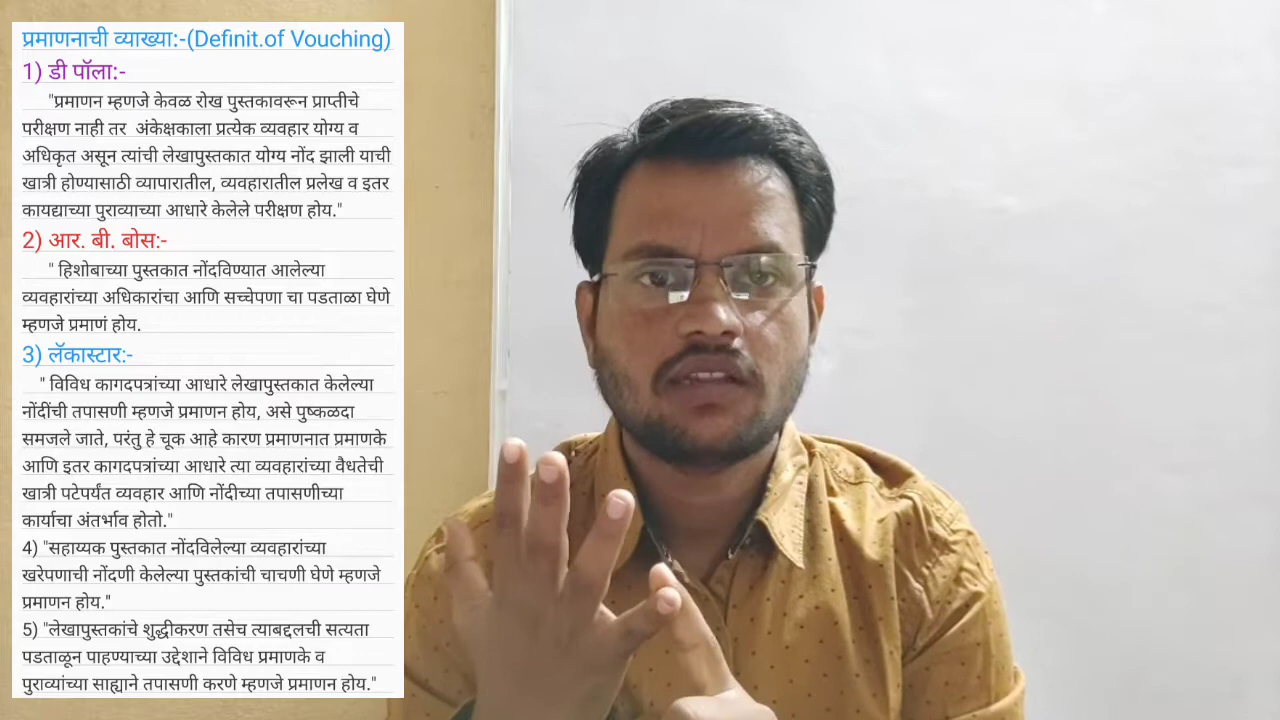 प्रमाणनाची व्याख्या:-(Definit.of Vouching)
1) डी पॉला:-
"प्रमाणन म्हणजे केवळ रोख पुस्तकावरून प्राप्तीचे
परीक्षण नाही तर अंकेक्षकाला प्रत्येक व्यवहार योग्य व
अधिकृत असून त्यांची लेखापुस्तकात योग्य नोंद झाली याची
खात्री होण्यासाठी व्यापारातील, व्यवहारातील प्रलेख व इतर
कायद्याच्या पुराव्याच्या आधारे केलेले परीक्षण होय."
2) आर. बी. बोस:-
" हिशोबाच्या पुस्तकात नोंदविण्यात आलेल्या
व्यवहारांच्या अधिकारांचा आणि सच्चेपणा चा पडताळा घेणे
म्हणजे प्रमाणं होय.
3) लॅकास्टार:-
" विविध कागदपत्रांच्या आधारे लेखापुस्तकात केलेल्या
नोंदींची तपासणी म्हणजे प्रमाणन होय, असे पुष्कळदा
समजले जाते, परंतु हे चूक आहे कारण प्रमाणनात प्रमाणके
आणि इतर कागदपत्रांच्या आधारे त्या व्यवहारांच्या वैधतेची
खात्री पटेपर्यंत व्यवहार आणि नोंदीच्या तपासणीच्या
कार्याचा अंतर्भाव होतो."
4) "सहाय्यक पुस्तकात नोंदविलेल्या व्यवहारांच्या
खरेपणाची नोंदणी केलेल्या पुस्तकांची चाचणी घेणे म्हणजे
प्रमाणन होय."
5) "लेखापुस्तकांचे शुद्धीकरण तसेच त्याबद्दलची सत्यता
पडताळून पाहण्याच्या उद्देशाने विविध प्रमाणके व
पुराव्यांच्या साह्याने तपासणी करणे म्हणजे प्रमाणन होय."